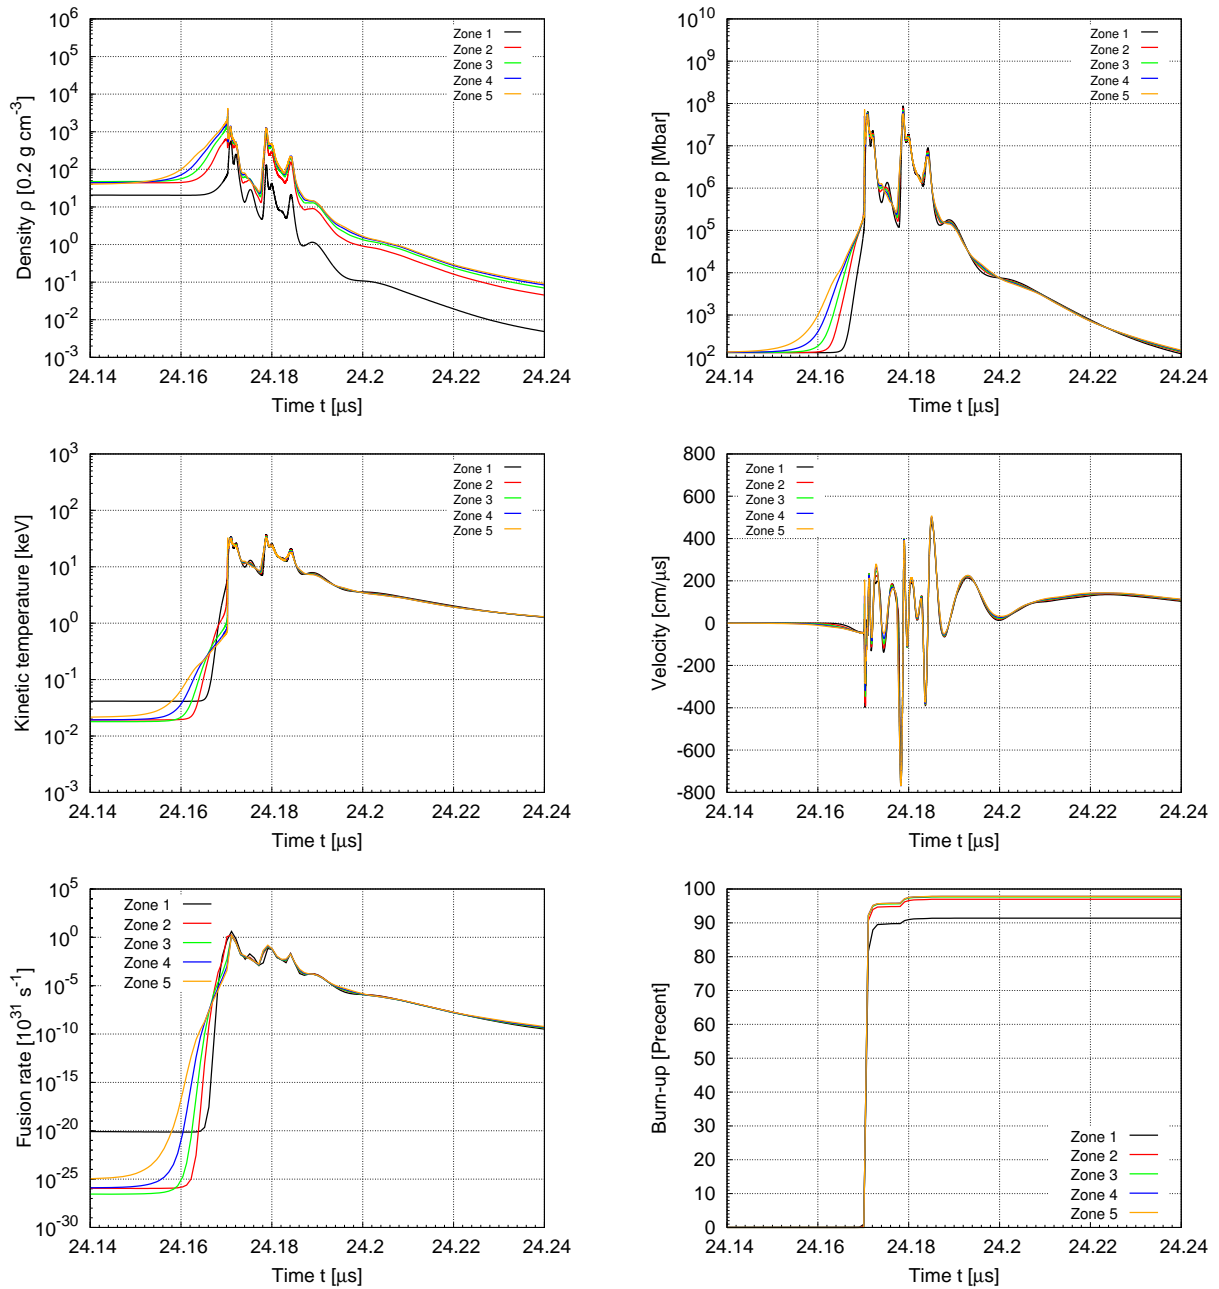 10^6
10^5
10^4
10^3
10^2
10^1
10^0
10^-1
10^-2
10^-3
Density ρ [0.2 g cm^-3]
Zone 1
Zone 2
Zone 3
Zone 4
Zone 5
24.14 24.16 24.18 24.2 24.22 24.24
Time t [μs]
10^10
10^9
10^8
10^7
10^6
10^5
10^4
10^3
10^2
Pressure p [Mbar]
Zone 1
Zone 2
Zone 3
Zone 4
Zone 5
24.14 24.16 24.18 24.2 24.22 24.24
Time t [μs]
10^3
10^2
10^1
10^0
10^-1
10^-2
10^-3
Kinetic temperature [keV]
Zone 1
Zone 2
Zone 3
Zone 4
Zone 5
24.14 24.16 24.18 24.2 24.22 24.24
Time t [μs]
800
600
400
200
0
-200
-400
-600
-800
Velocity [cm/μs]
Zone 1
Zone 2
Zone 3
Zone 4
Zone 5
24.14 24.16 24.18 24.2 24.22 24.24
Time t [μs]
10^5
10^0
10^-5
10^-10
10^-15
10^-20
10^-25
10^-30
Fusion rate [10^31 s^-1]
Zone 1
Zone 2
Zone 3
Zone 4
Zone 5
24.14 24.16 24.18 24.2 24.22 24.24
Time t [μs]
100
90
80
70
60
50
40
30
20
10
0
Burn-up [Precent]
Zone 1
Zone 2
Zone 3
Zone 4
Zone 5
24.14 24.16 24.18 24.2 24.22 24.24
Time t [μs]